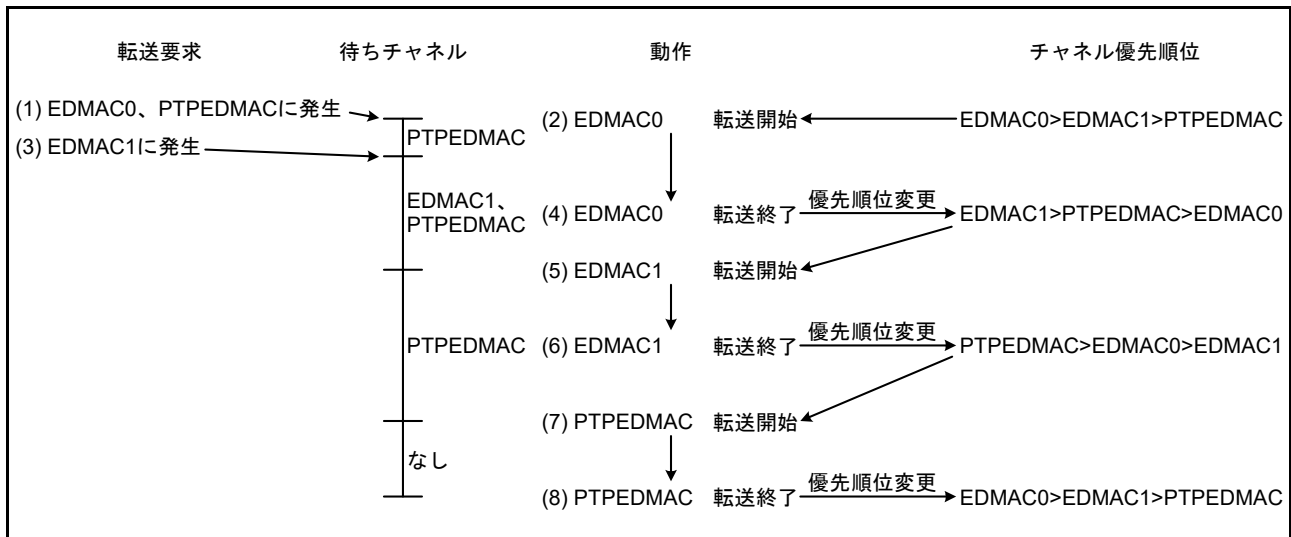 転送要求 待ちチャネル 動作 チャネル優先順位
(1) EDMAC0、PTPEDMACに発生
(2) EDMAC0 転送開始 EDMAC0>EDMAC1>PTPEDMAC
PTPEDMAC
(3) EDMAC1に発生
EDMAC1、
PTPEDMAC
(4) EDMAC0 転送終了 優先順位変更 EDMAC1>PTPEDMAC>EDMAC0
(5) EDMAC1 転送開始
PTPEDMAC
(6) EDMAC1 転送終了 優先順位変更 PTPEDMAC>EDMAC0>EDMAC1
(7) PTPEDMAC 転送開始
なし
(8) PTPEDMAC 転送終了 優先順位変更 EDMAC0>EDMAC1>PTPEDMAC